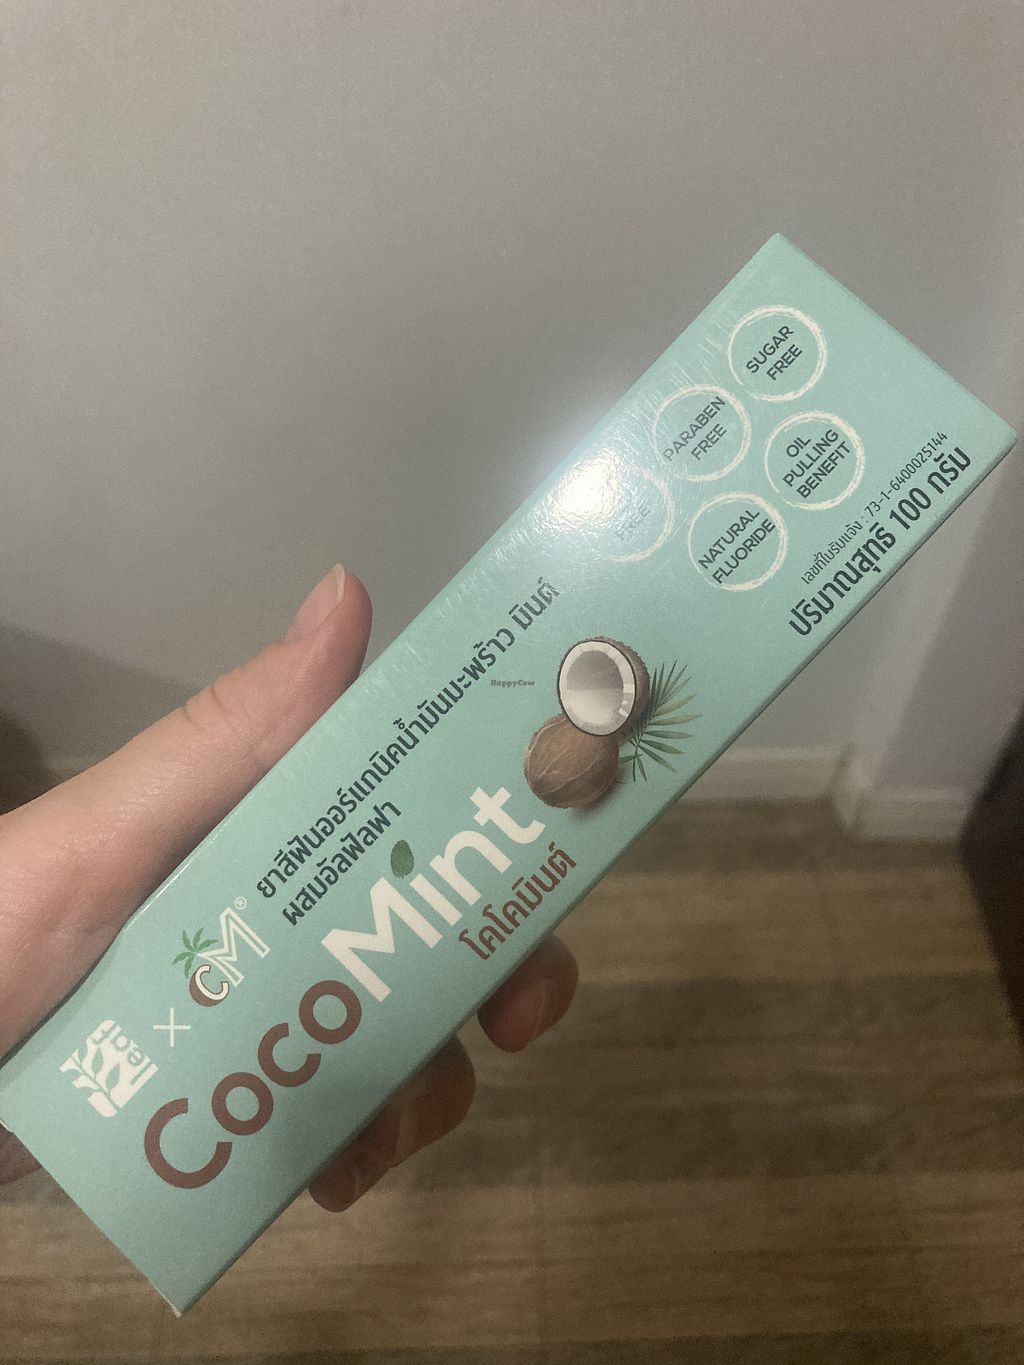 ×
CM®
ยาสีฟันออร์แกนิคน้ำมันมะพร้าว มินต์
ผสมอัลฟัลฟา
CocoMint
โคโคมินต์
FREE
PARABEN
FREE
SUGAR
FREE
NATURAL
FLUORIDE
OIL
PULLING
BENEFIT
เลขที่ใบรับแจ้ง : 73-1-6400025144
ปริมาณสุทธิ 100 กรัม
HappyCow